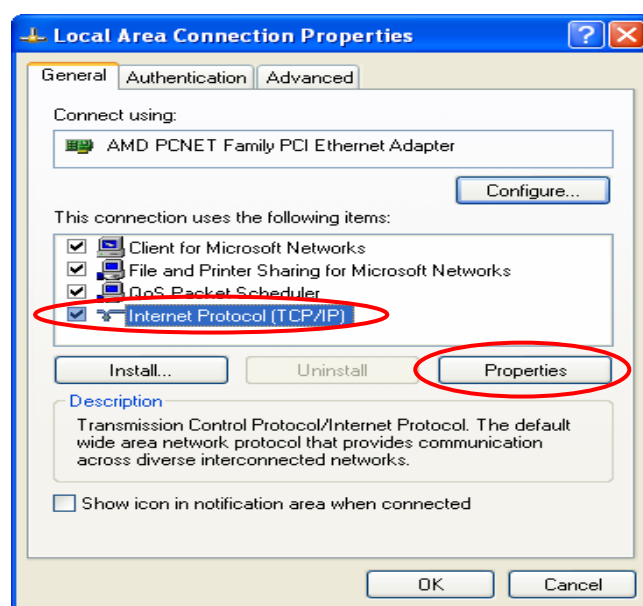 Local Area Connection Properties
General Authentication Advanced
Connect using:
AMD PCNET Family PCI Ethernet Adapter
Configure...
This connection uses the following items:
Client for Microsoft Networks
File and Printer Sharing for Microsoft Networks
QoS Packet Scheduler
Internet Protocol (TCP/IP)
Install... Uninstall Properties
Description
Transmission Control Protocol/Internet Protocol. The default
wide area network protocol that provides communication
across diverse interconnected networks.
Show icon in notification area when connected
OK Cancel